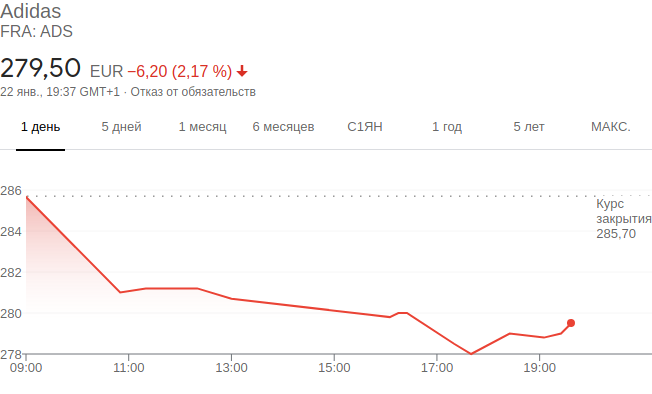 Adidas
FRA: ADS
279,50 EUR −6,20 (2,17 %)
22 янв., 19:37 GMT+1 · Отказ от обязательств
1 день 5 дней 1 месяц 6 месяцев С1ЯН 1 год 5 лет МАКС.
286
Курс
закрытия
285,70
284
282
280
278
09:00 11:00 13:00 15:00 17:00 19:00